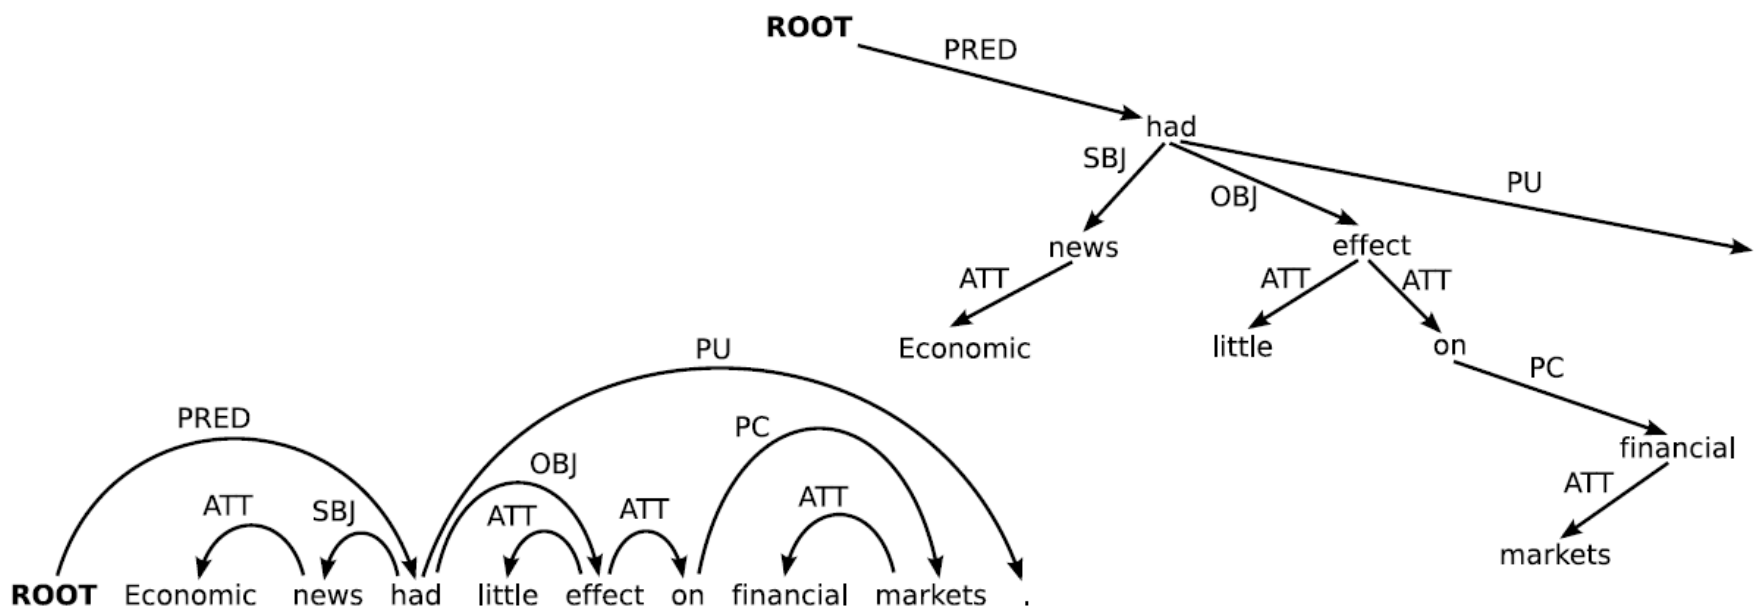 ROOT
PRED
had
SBJ
OBJ
PU
news
effect
ATT
ATT
ATT
Economic
little
on
PC
financial
ATT
markets
PU
PRED
PC
OBJ
ATT
SBJ
ATT
ATT
ATT
ROOT Economic news had little effect on financial markets .